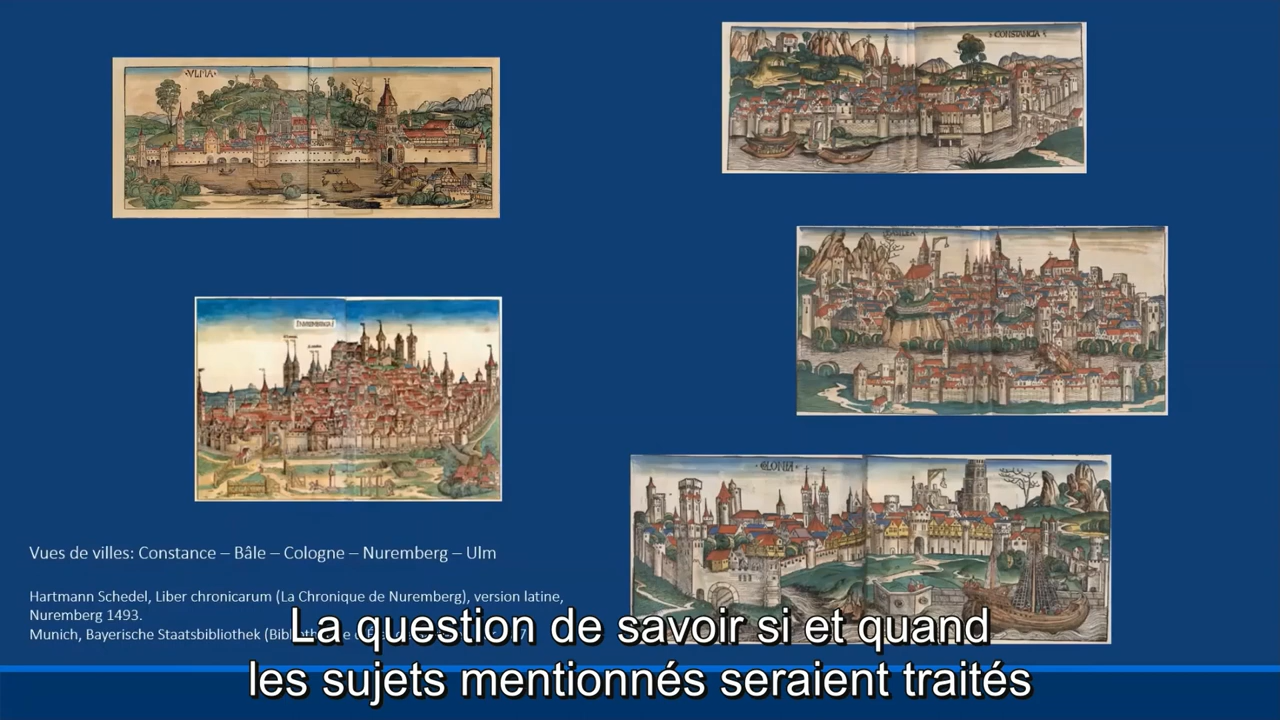 ·VLMA·
CONSTANCIA
COLONIA
Vues de villes: Constance – Bâle – Cologne – Nuremberg – Ulm
Hartmann Schedel, Liber chronicarum (La Chronique de Nuremberg), version latine,
Nuremberg 1493.
Munich, Bayerische Staatsbibliothek
La question de savoir si et quand
les sujets mentionnés seraient traités